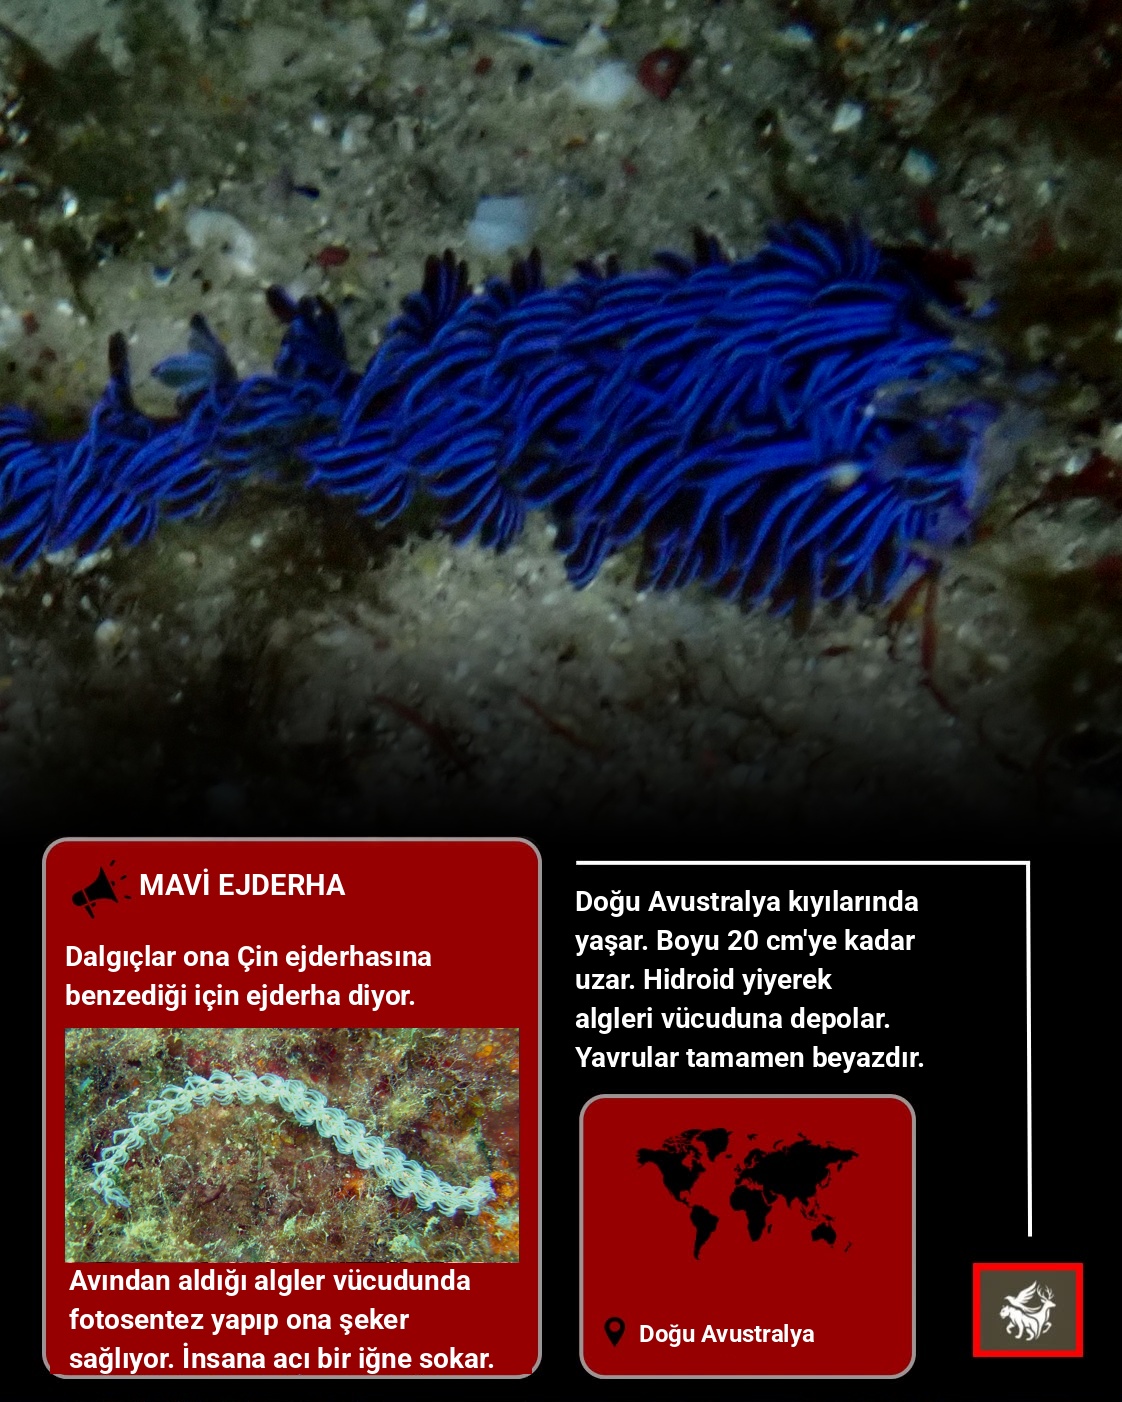 MAVİ EJDERHA
Dalgıçlar ona Çin ejderhasına
benzediği için ejderha diyor.
Avından aldığı algler vücudunda
fotosentez yapıp ona şeker
sağlıyor. İnsana acı bir iğne sokar.
Doğu Avustralya kıyılarında
yaşar. Boyu 20 cm'ye kadar
uzar. Hidroid yiyerek
algleri vücuduna depolar.
Yavrular tamamen beyazdır.
Doğu Avustralya